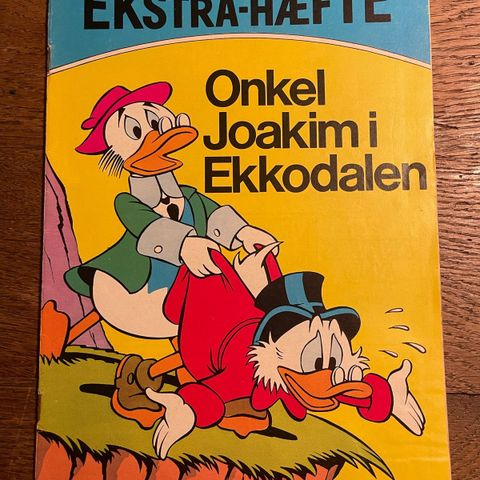 EKSTRA-HÆFTE
Onkel
Joakim i
Ekkodalen